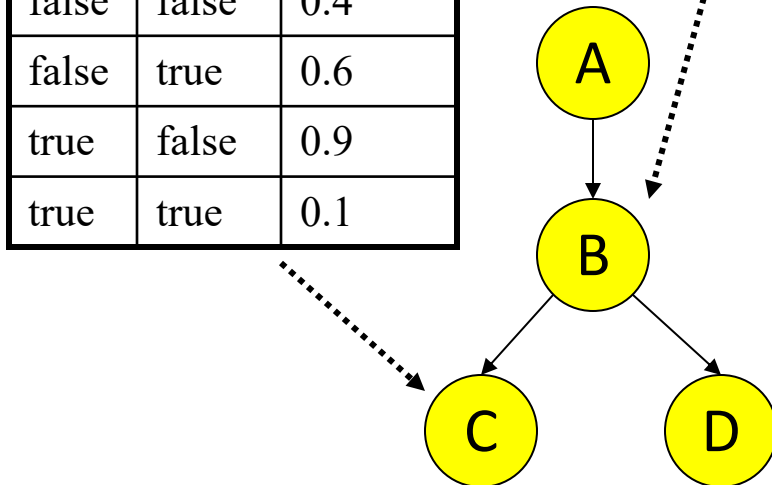 false false 0.4
false true 0.6
true false 0.9
true true 0.1
A
B
C
D